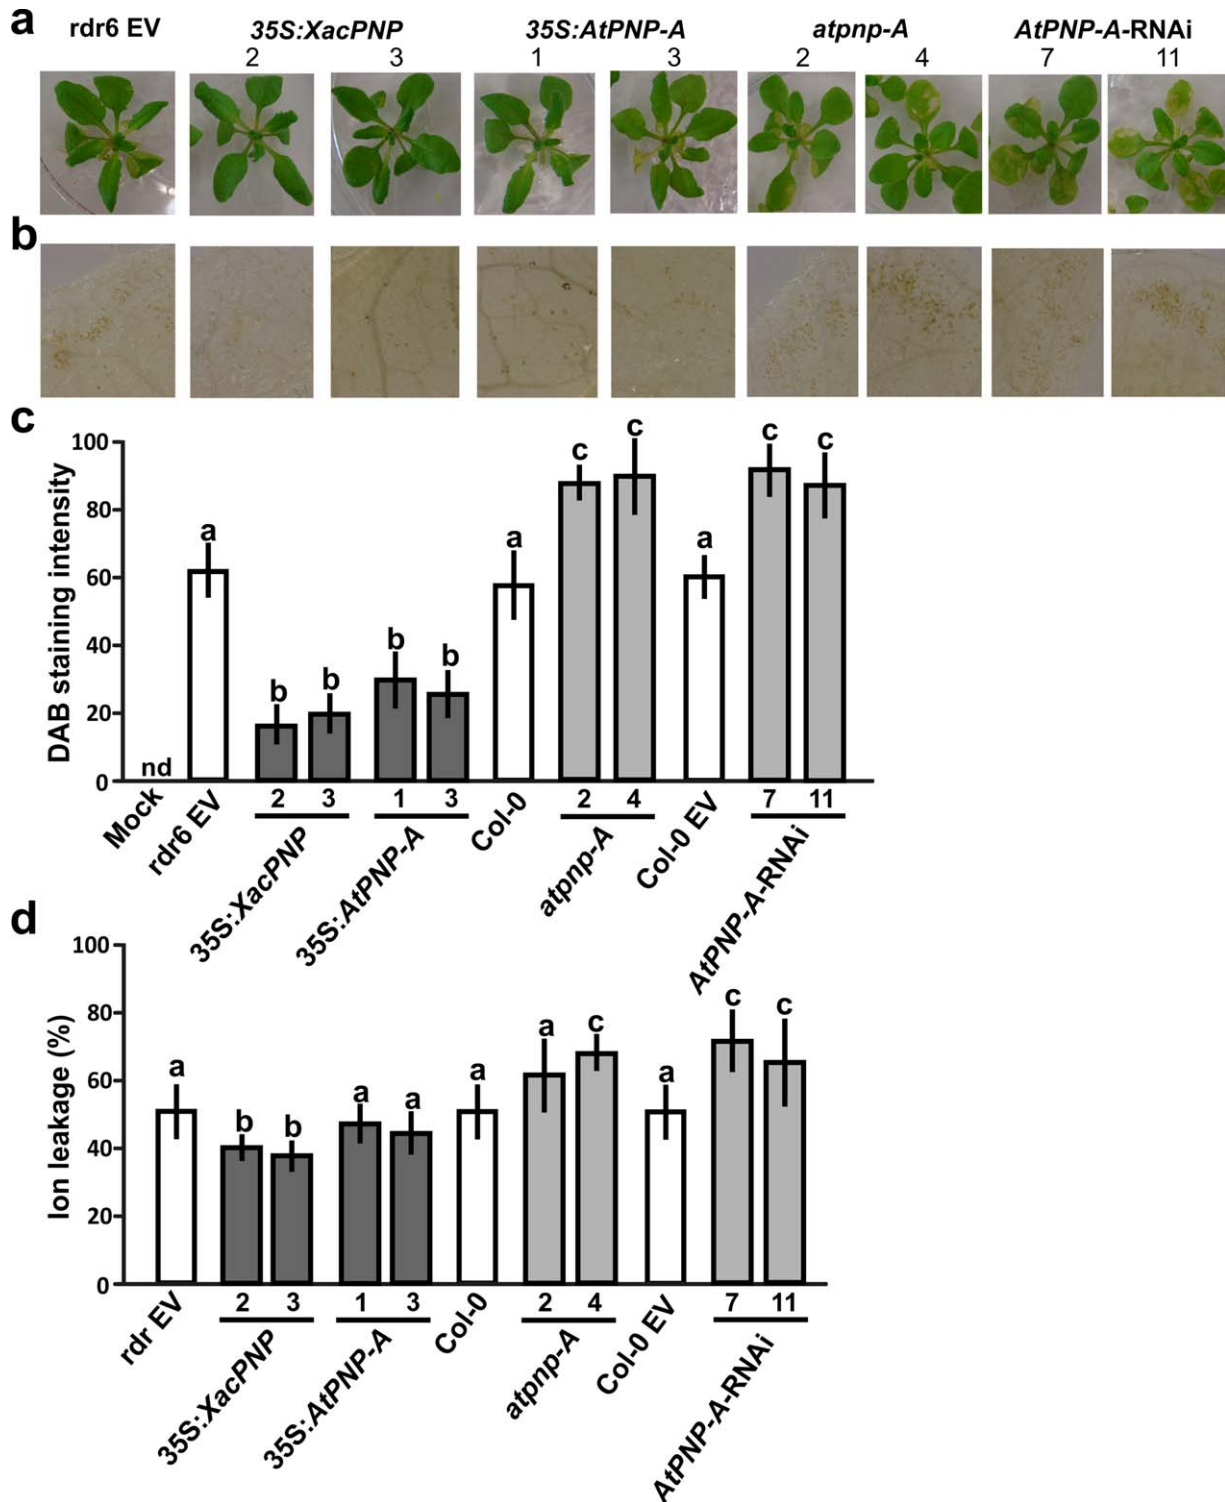 a
rdr6 EV 35S:XacPNP 35S:AtPNP-A atpnp-A AtPNP-A-RNAi
2 3 1 3 2 4 7 11
b
c
DAB staining intensity
100
80
60
40
20
0
nd
a
b b
b b
a
c c
a
c c
2 3 1 3 2 4 7 11
Mock
rdr6 EV
35S:XacPNP
35S:AtPNP-A
Col-0
atpnp-A
Col-0 EV
AtPNP-A-RNAi
d
Ion leakage (%)
100
80
60
40
20
0
a
b b
a a
a
a c
a
c c
2 3 1 3 2 4 7 11
rdr EV
35S:XacPNP
35S:AtPNP-A
Col-0
atpnp-A
Col-0 EV
AtPNP-A-RNAi